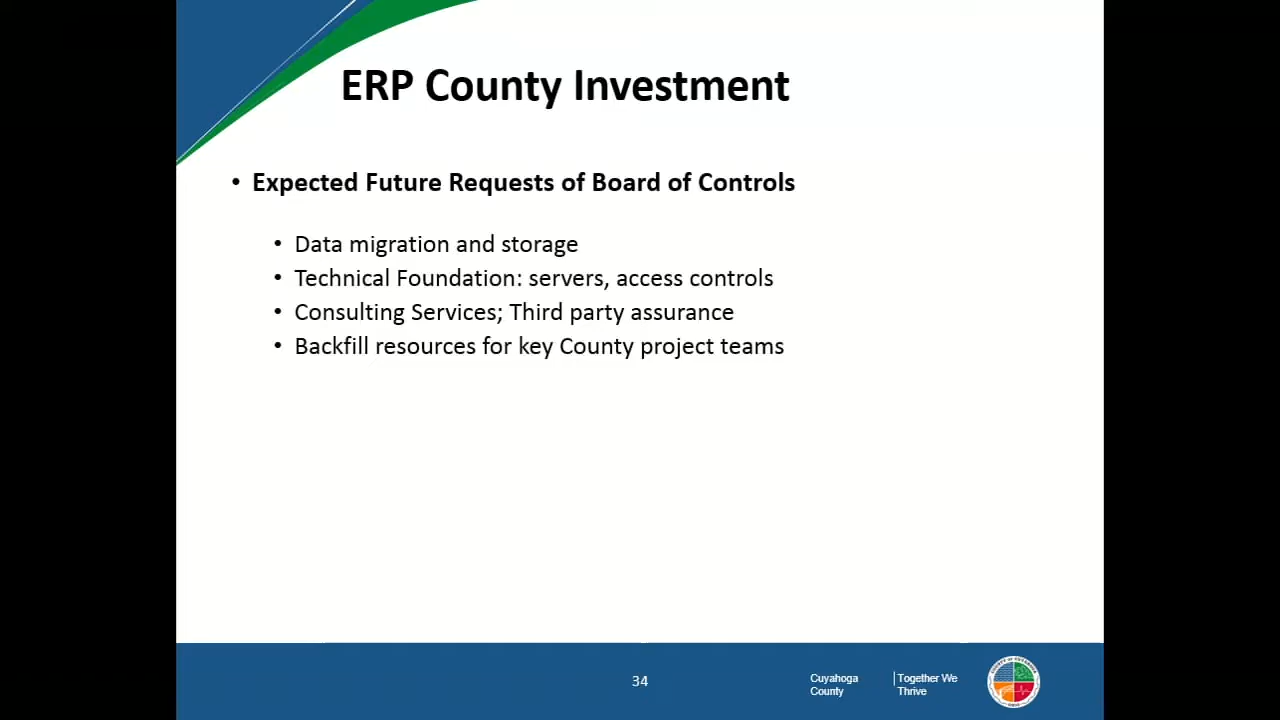 ERP County Investment
• Expected Future Requests of Board of Controls
• Data migration and storage
• Technical Foundation: servers, access controls
• Consulting Services; Third party assurance
• Backfill resources for key County project teams
34
Cuyahoga
County
Together We
Thrive